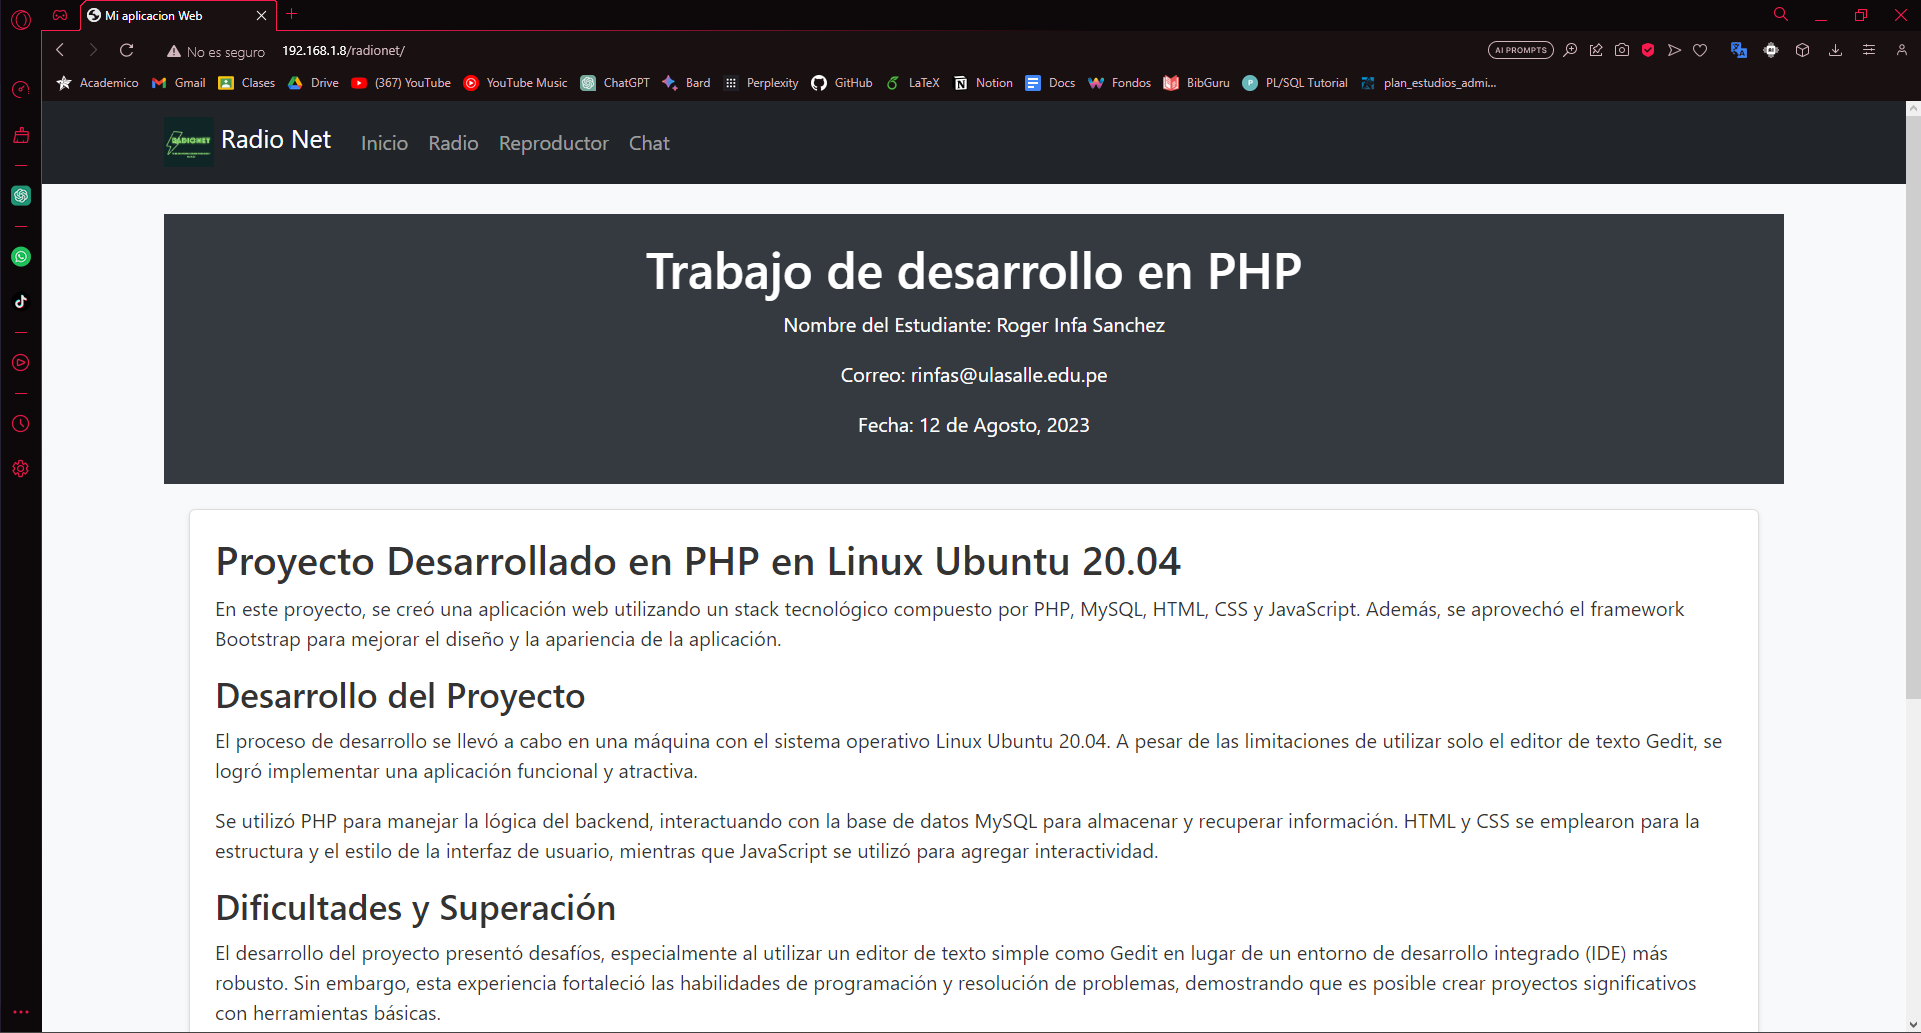 Mi aplicacion Web
No es seguro 192.168.1.8/radionet/
AI PROMPTS
Academico Gmail Clases Drive (367) YouTube YouTube Music ChatGPT Bard Perplexity GitHub LaTeX Notion Docs Fondos BibGuru PL/SQL Tutorial plan_estudios_admi...
RADIONET
Radio Net Inicio Radio Reproductor Chat
Trabajo de desarrollo en PHP
Nombre del Estudiante: Roger Infa Sanchez
Correo: rinfas@ulasalle.edu.pe
Fecha: 12 de Agosto, 2023
Proyecto Desarrollado en PHP en Linux Ubuntu 20.04
En este proyecto, se creó una aplicación web utilizando un stack tecnológico compuesto por PHP, MySQL, HTML, CSS y JavaScript. Además, se aprovechó el framework
Bootstrap para mejorar el diseño y la apariencia de la aplicación.
Desarrollo del Proyecto
El proceso de desarrollo se llevó a cabo en una máquina con el sistema operativo Linux Ubuntu 20.04. A pesar de las limitaciones de utilizar solo el editor de texto Gedit, se
logró implementar una aplicación funcional y atractiva.
Se utilizó PHP para manejar la lógica del backend, interactuando con la base de datos MySQL para almacenar y recuperar información. HTML y CSS se emplearon para la
estructura y el estilo de la interfaz de usuario, mientras que JavaScript se utilizó para agregar interactividad.
Dificultades y Superación
El desarrollo del proyecto presentó desafíos, especialmente al utilizar un editor de texto simple como Gedit en lugar de un entorno de desarrollo integrado (IDE) más
robusto. Sin embargo, esta experiencia fortaleció las habilidades de programación y resolución de problemas, demostrando que es posible crear proyectos significativos
con herramientas básicas.